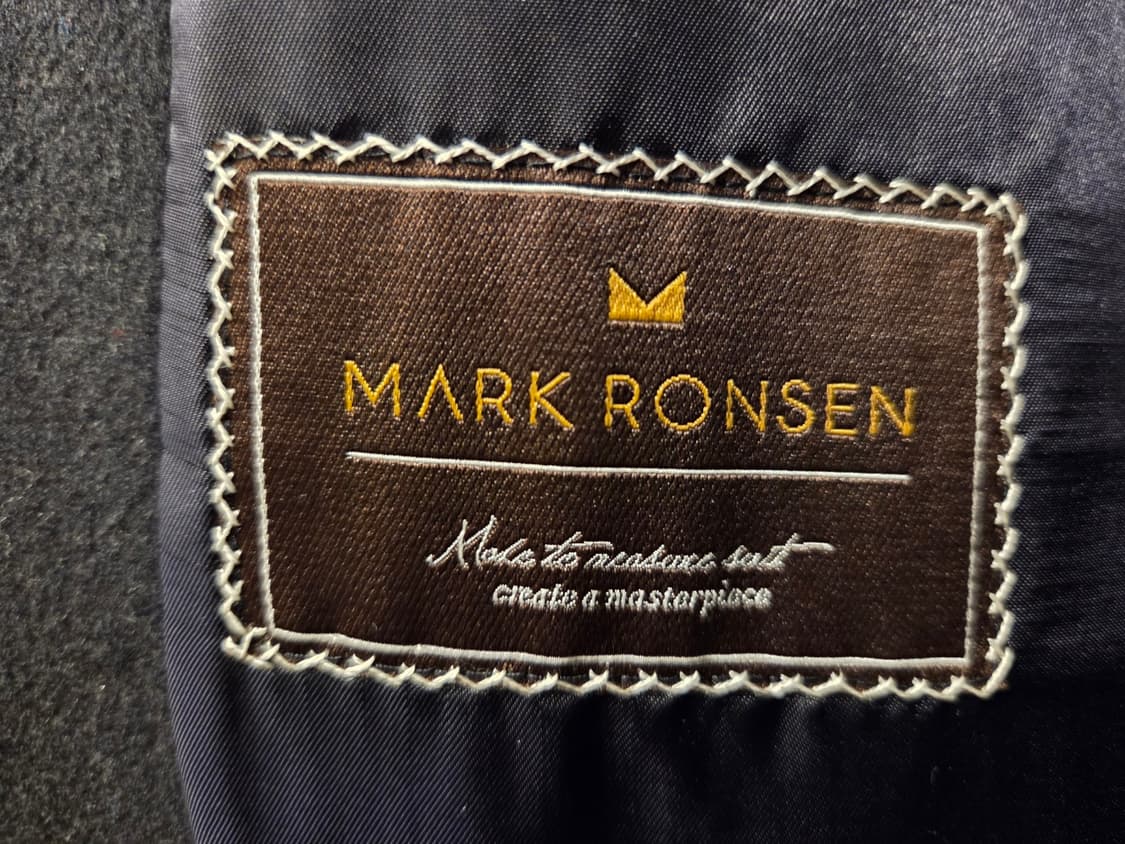 MARK RONSEN
Made to measure suit
create a masterpiece